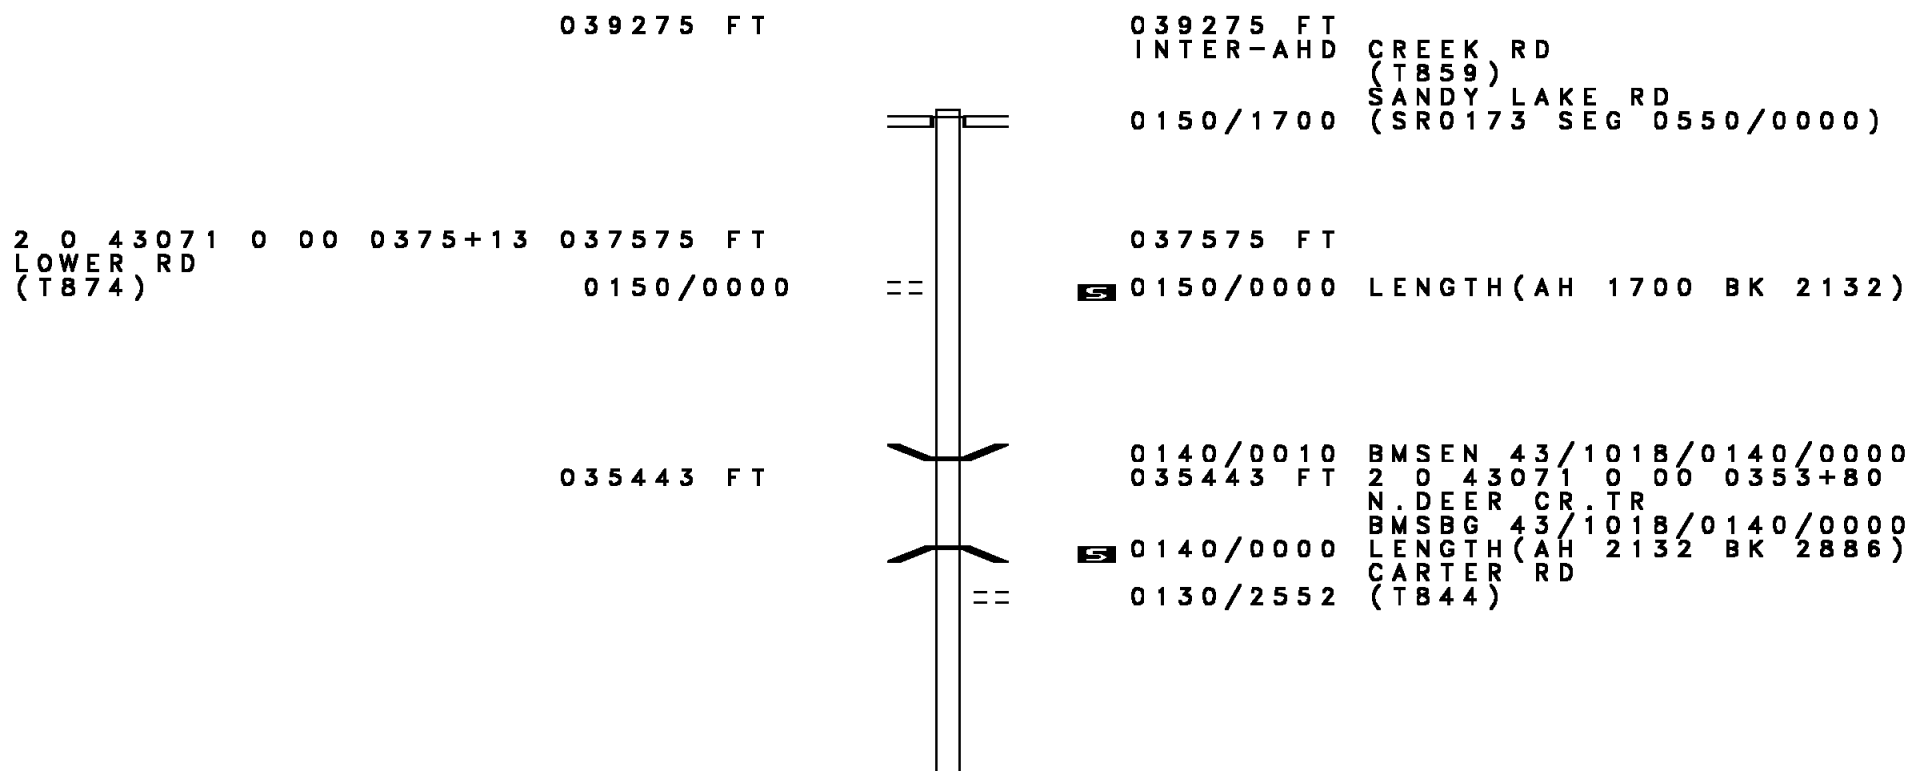 039275 FT 039275 FT
INTER-AHD CREEK RD
(T859)
SANDY LAKE RD
0150/1700 (SR0173 SEG 0550/0000)
2 0 43071 0 00 0375+13 037575 FT 037575 FT
LOWER RD
(T874) 0150/0000 S 0150/0000 LENGTH(AH 1700 BK 2132)
0140/0010 BMSEN 43/1018/0140/0000
035443 FT 035443 FT 2 0 43071 0 00 0353+80
N.DEER CR.TR
BMSBG 43/1018/0140/0000
S 0140/0000 LENGTH(AH 2132 BK 2886)
CARTER RD
0130/2552 (T844)